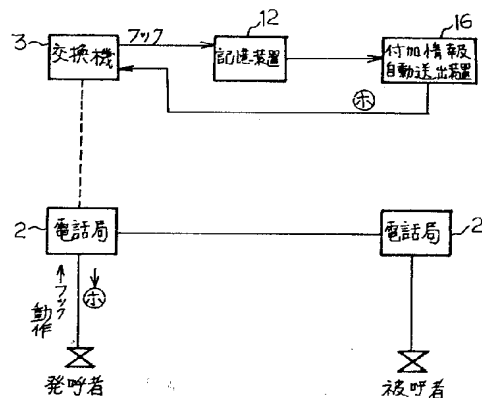 12
16
3
交換機
フック
記憶装置
付加情報
自動送出装置
ホ
2
電話局
電話局
2
フック
動作
ホ
発呼者
被呼者